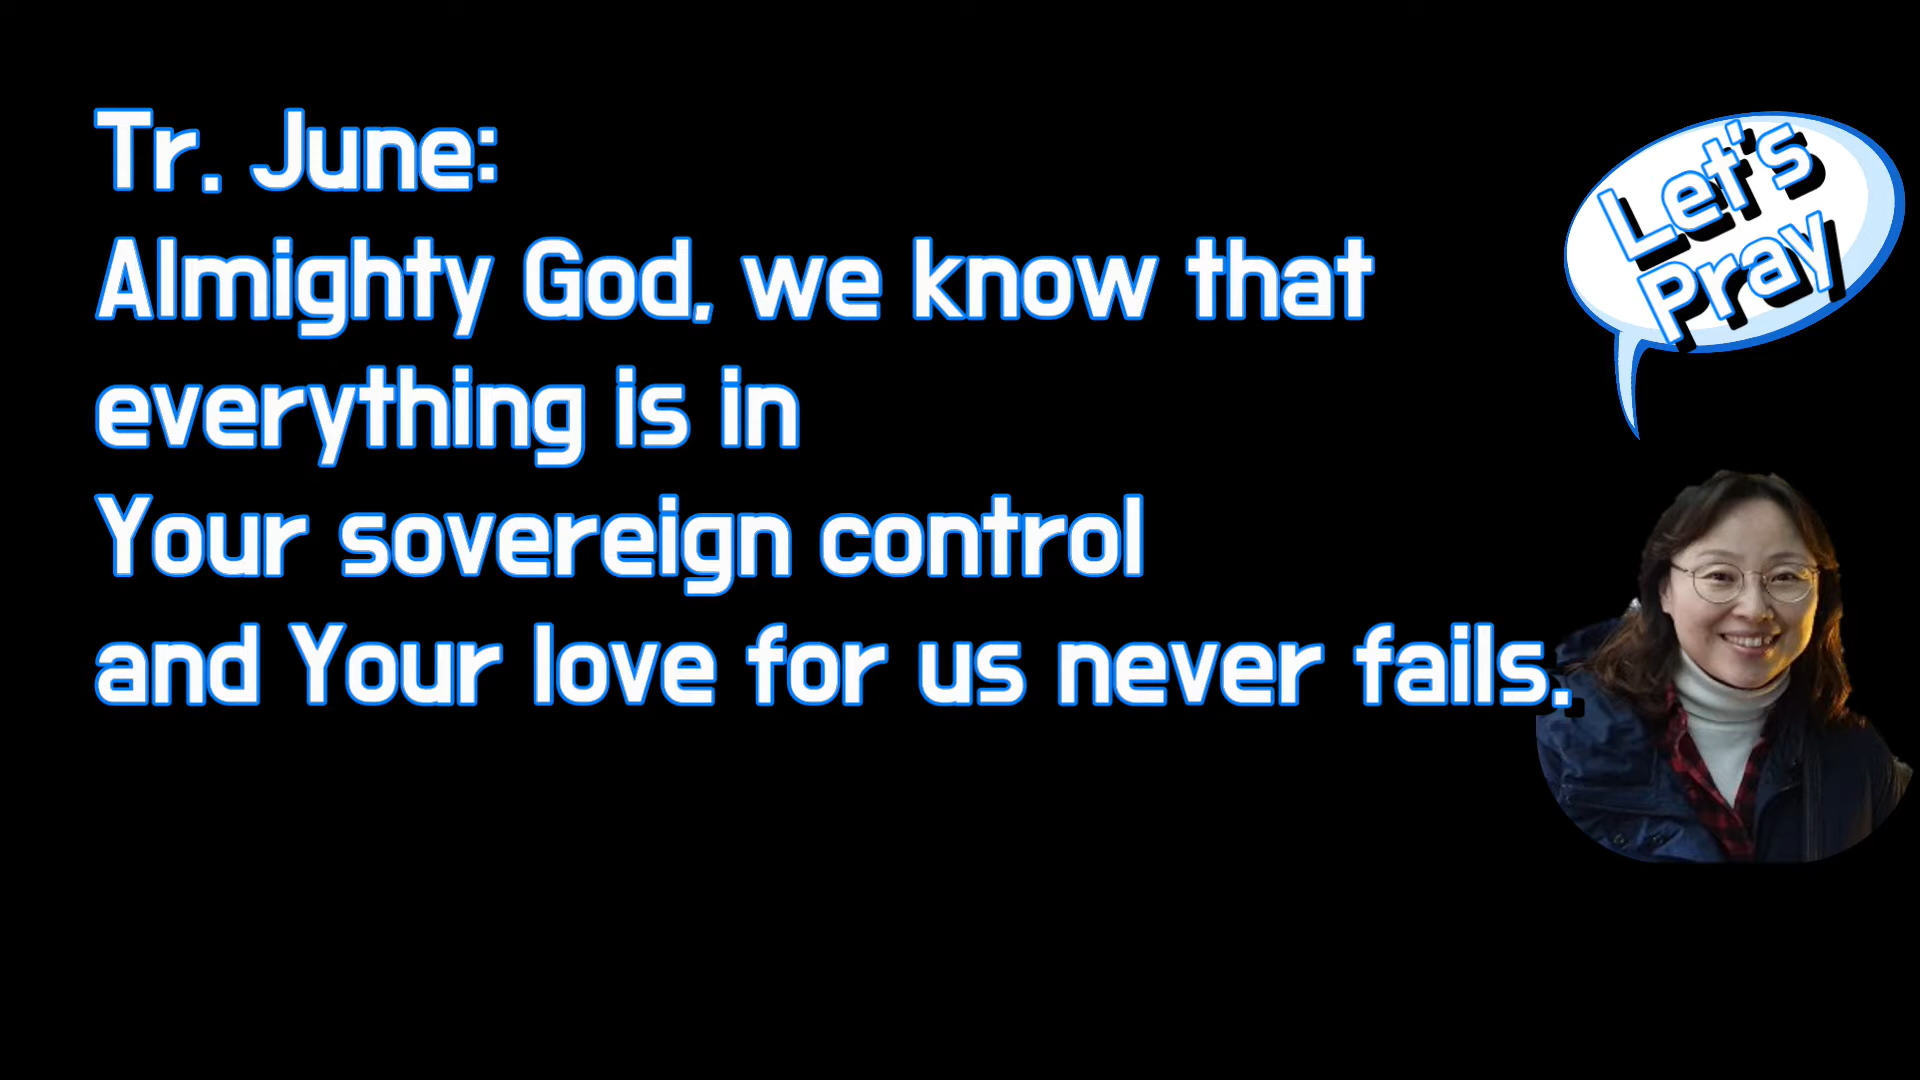 Tr. June:
Almighty God, we know that
everything is in
Your sovereign control
and Your love for us never fails.
Let's
Pray